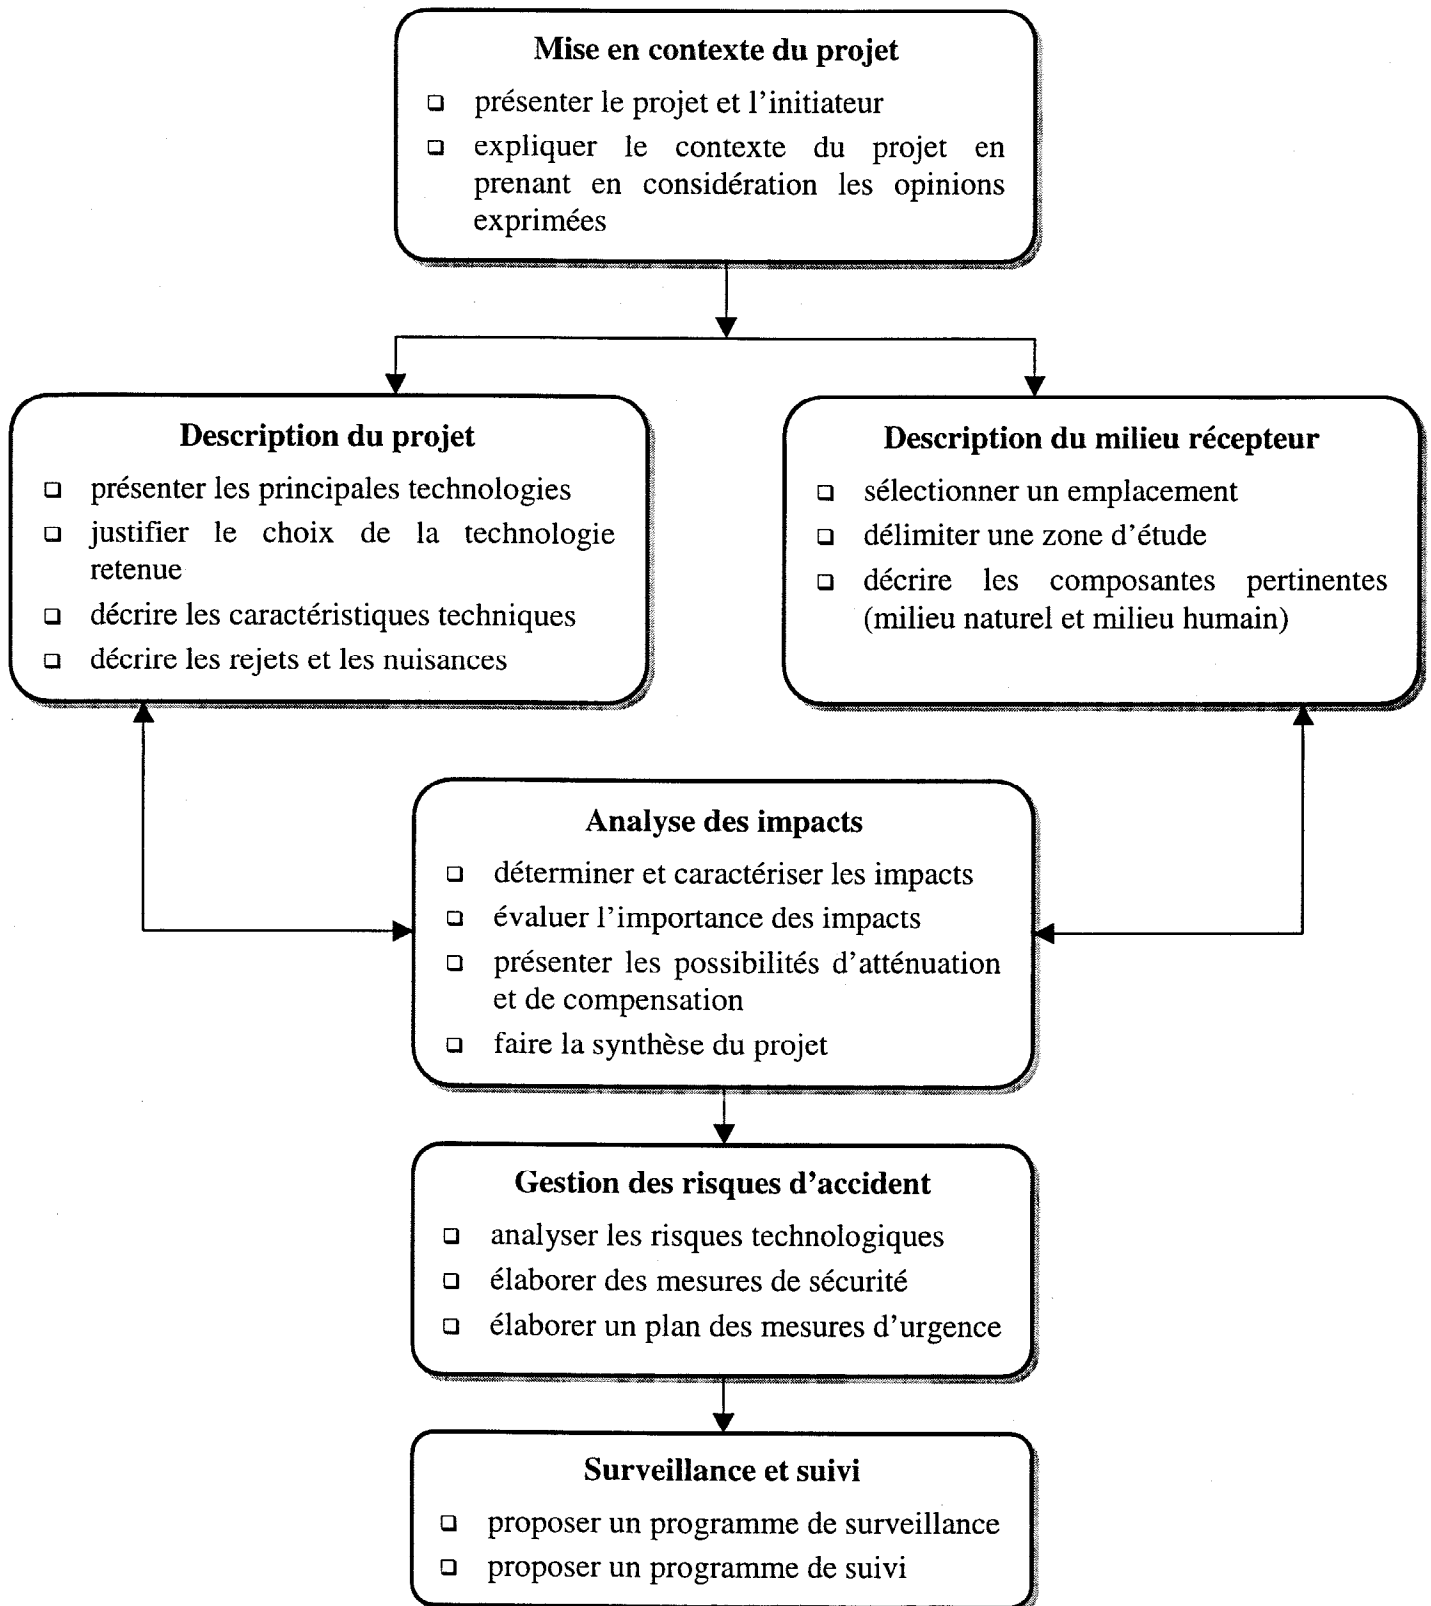 Mise en contexte du projet
❑ présenter le projet et l'initiateur
❑ expliquer le contexte du projet en
prenant en considération les opinions
exprimées
Description du projet
❑ présenter les principales technologies
❑ justifier le choix de la technologie
retenue
❑ décrire les caractéristiques techniques
❑ décrire les rejets et les nuisances
Description du milieu récepteur
❑ sélectionner un emplacement
❑ délimiter une zone d'étude
❑ décrire les composantes pertinentes
(milieu naturel et milieu humain)
Analyse des impacts
❑ déterminer et caractériser les impacts
❑ évaluer l'importance des impacts
❑ présenter les possibilités d'atténuation
et de compensation
❑ faire la synthèse du projet
Gestion des risques d'accident
❑ analyser les risques technologiques
❑ élaborer des mesures de sécurité
❑ élaborer un plan des mesures d'urgence
Surveillance et suivi
❑ proposer un programme de surveillance
❑ proposer un programme de suivi